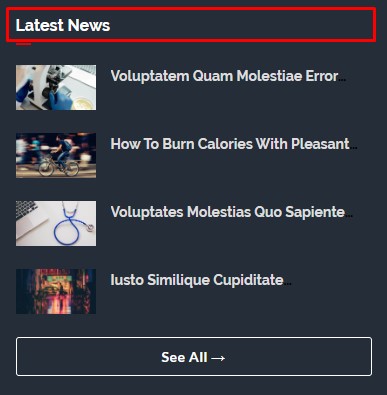 Latest News
Voluptatem Quam Molestiae Error...
How To Burn Calories With Pleasant...
Voluptates Molestias Quo Sapiente...
Iusto Similique Cupiditate...
See All →